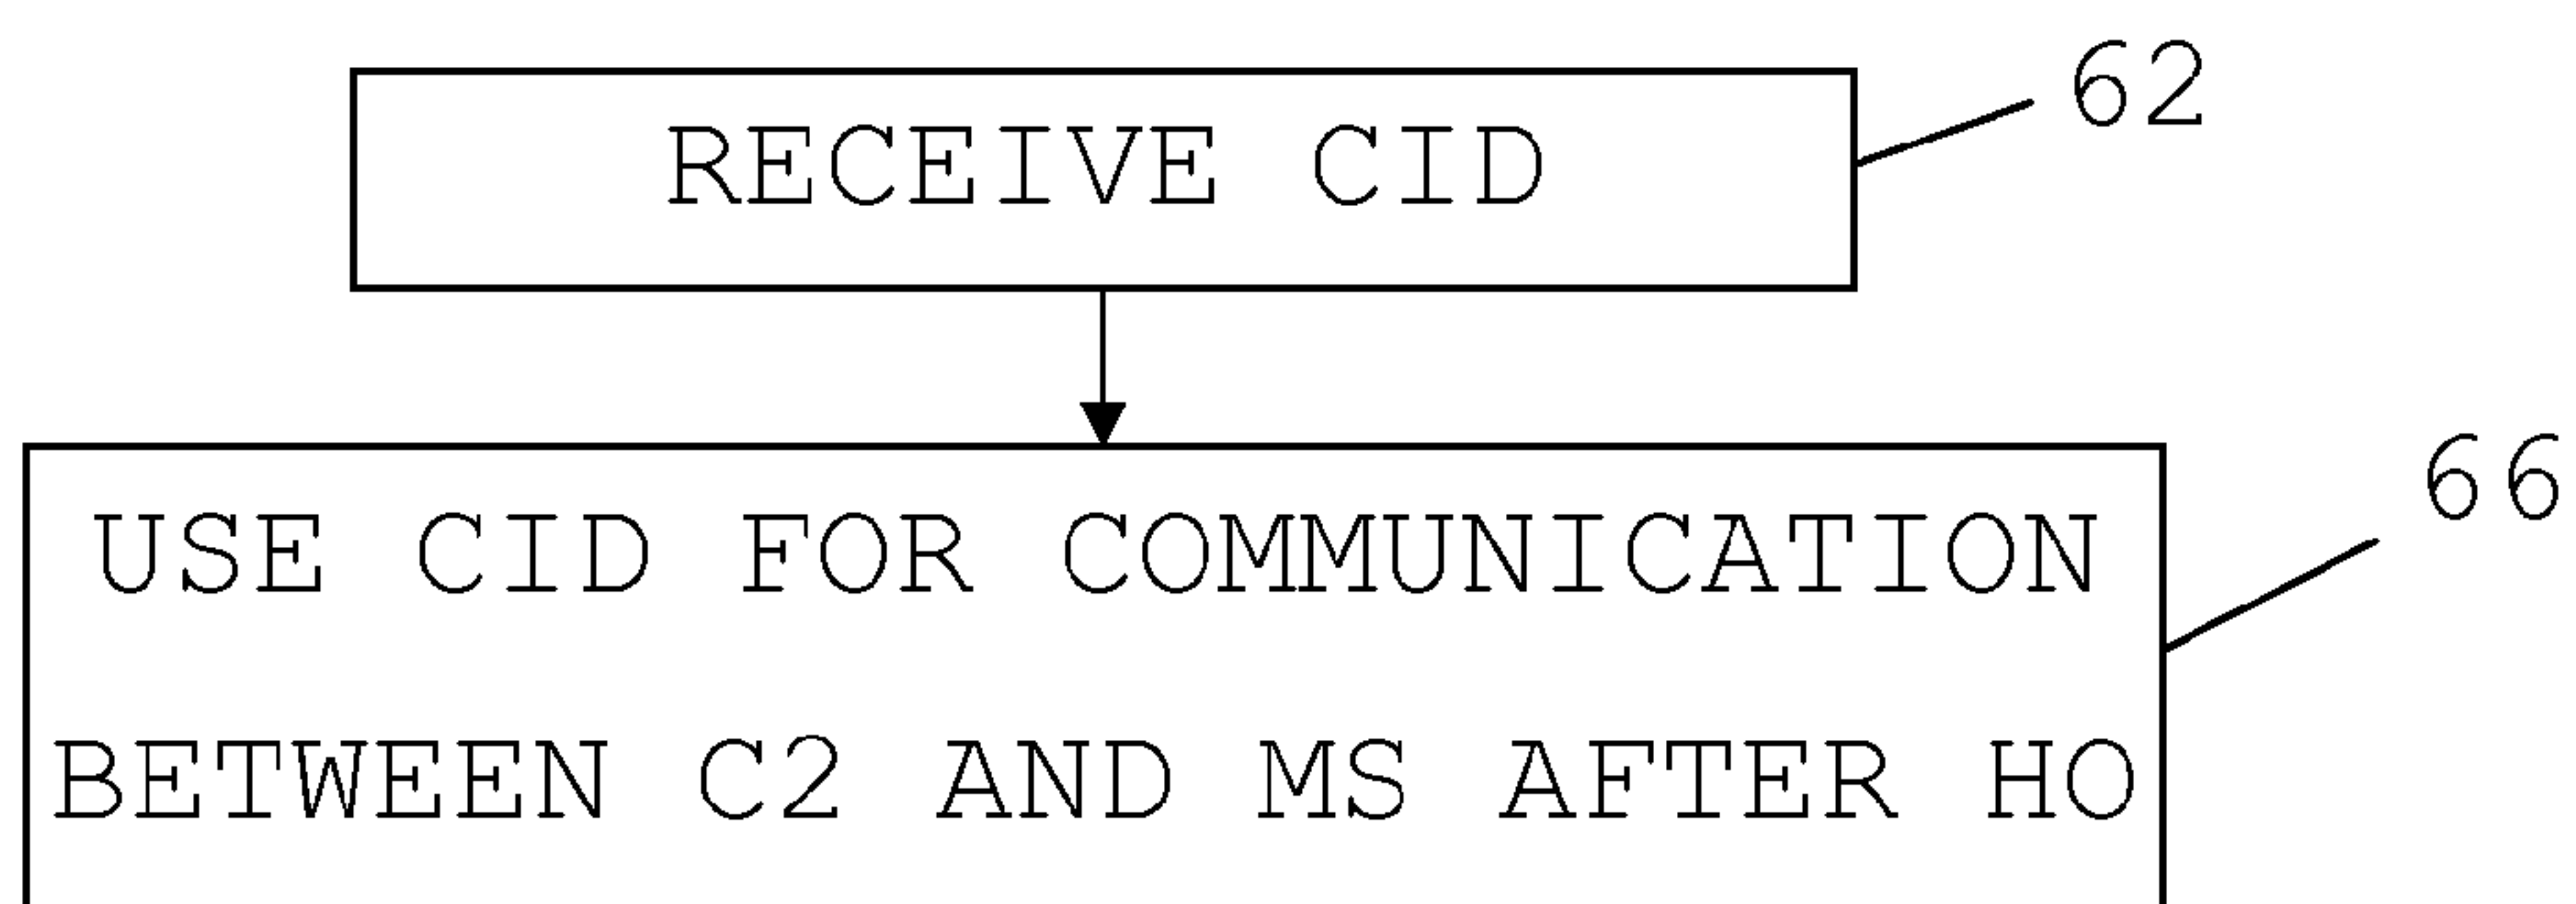 RECEIVE CID
62
USE CID FOR COMMUNICATION
66
BETWEEN C2 AND MS AFTER HO